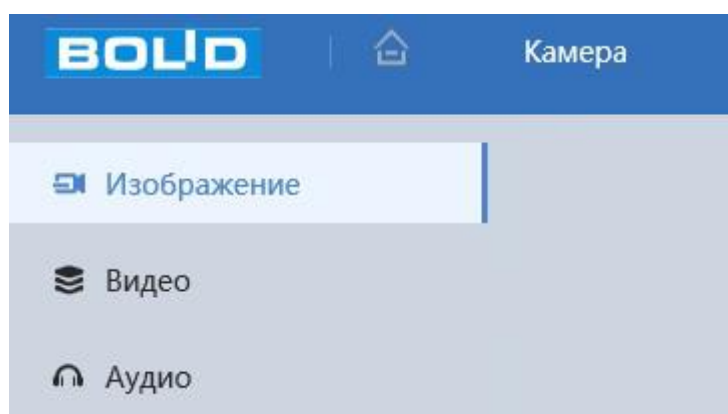 BOLID
Камера
Изображение
Видео
Аудио